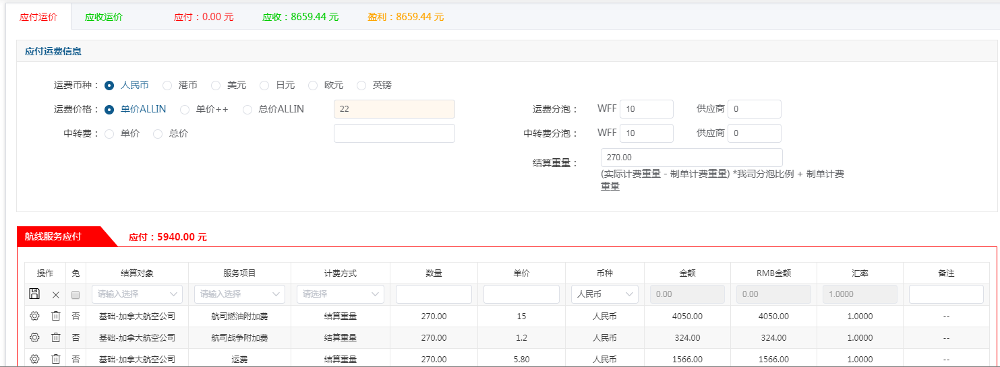 应付运价 应收运价 应付：0.00 元 应收：8659.44 元 盈利：8659.44 元
应付运费信息
运费币种： 人民币 港币 美元 日元 欧元 英镑
运费价格： 单价ALLIN 单价++ 总价ALLIN 22 运费分泡： WFF 10 供应商 0
中转费： 单价 总价 中转费分泡： WFF 10 供应商 0
结算重量： 270.00
(实际计费重量 - 制单计费重量) *我司分泡比例 + 制单计费
重量
航线服务应付 应付：5940.00 元
操作 免 结算对象 服务项目 计费方式 数量 单价 币种 金额 RMB金额 汇率 备注
请输入选择 请输入选择 请选择 人民币 0.00 0.00 1.0000
否 基础-加拿大航空公司 航司燃油附加费 结算重量 270.00 15 人民币 4050.00 4050.00 1.0000 --
否 基础-加拿大航空公司 航司战争附加费 结算重量 270.00 1.2 人民币 324.00 324.00 1.0000 --
否 基础-加拿大航空公司 运费 结算重量 270.00 5.80 人民币 1566.00 1566.00 1.0000 --